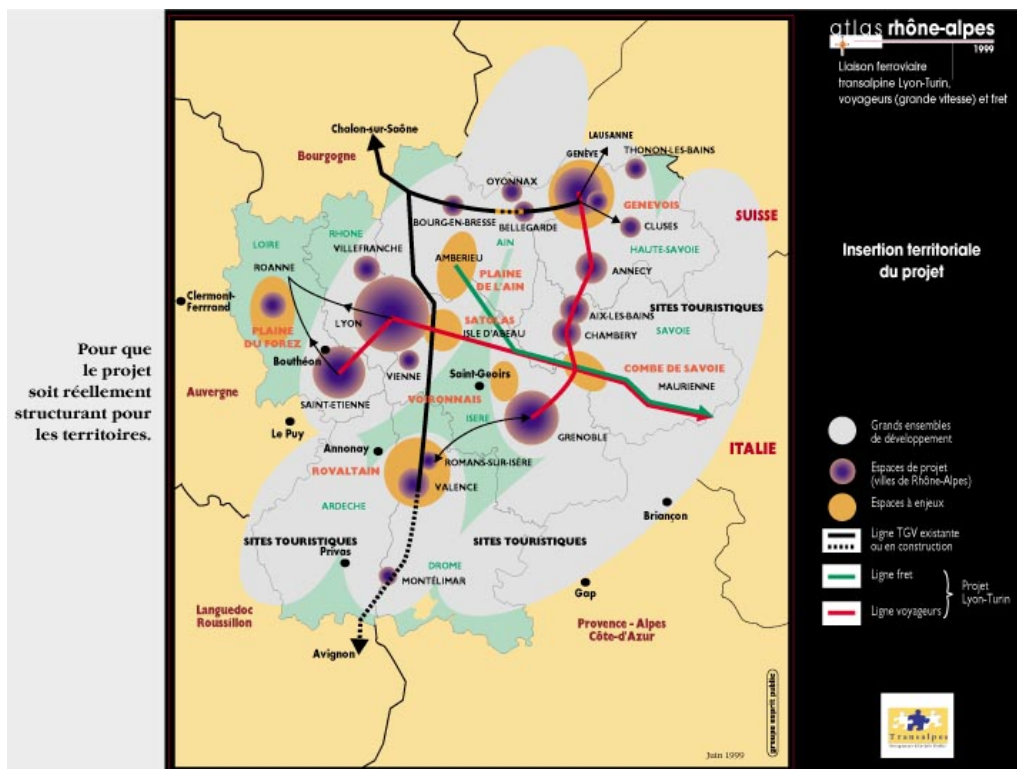 Pour que
le projet
soit réellement
structurant pour
les territoires.
atlas rhône-alpes
1999
Liaison ferroviaire
transalpine Lyon-Turin,
voyageurs (grande vitesse) et fret
Insertion territoriale
du projet
Chalon-sur-Saône
Bourgogne
LAUSANNE
GENÈVE
THONON-LES-BAINS
OYONNAX
GENEVOIS
SUISSE
BOURG-EN-BRESSE
BELLEGARDE
CLUSES
RHONE
LOIRE
VILLEFRANCHE
AIN
HAUTE-SAVOIE
ROANNE
AMBERIEU
PLAINE
DE L'AIN
ANNECY
Clermont-
Ferrrand
SITES TOURISTIQUES
AIX-LES-BAINS
SATOLAS
LYON
ISLE D'ABEAU
SAVOIE
PLAINE
DU FOREZ
CHAMBERY
Bouthéon
VIENNE
Saint-Geoirs
COMBE DE SAVOIE
MAURIENNE
Auvergne
SAINT-ETIENNE
VOIRONNAIS
ISERE
GRENOBLE
Le Puy
ITALIE
Annonay
ROMANS-SUR-ISÈRE
ROVALTAIN
VALENCE
ARDECHE
Briançon
SITES TOURISTIQUES
SITES TOURISTIQUES
Privas
DROME
MONTÉLIMAR
Gap
Languedoc
Roussillon
Provence - Alpes
Côte-d'Azur
Avignon
Grands ensembles
de développement
Espaces de projet
(villes de Rhône-Alpes)
Espaces à enjeux
Ligne TGV existante
ou en construction
Ligne fret
Projet
Lyon-Turin
Ligne voyageurs
groupe esprit public
Juin 1999
Transalpes